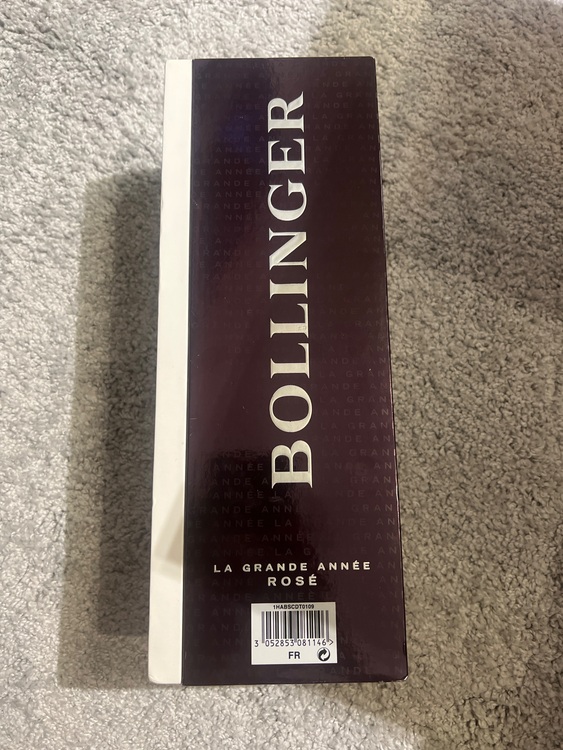 BOLLINGER
LA GRANDE ANNÉE
ROSÉ
1HABSCDT0109
3 052853 081146 >
FR